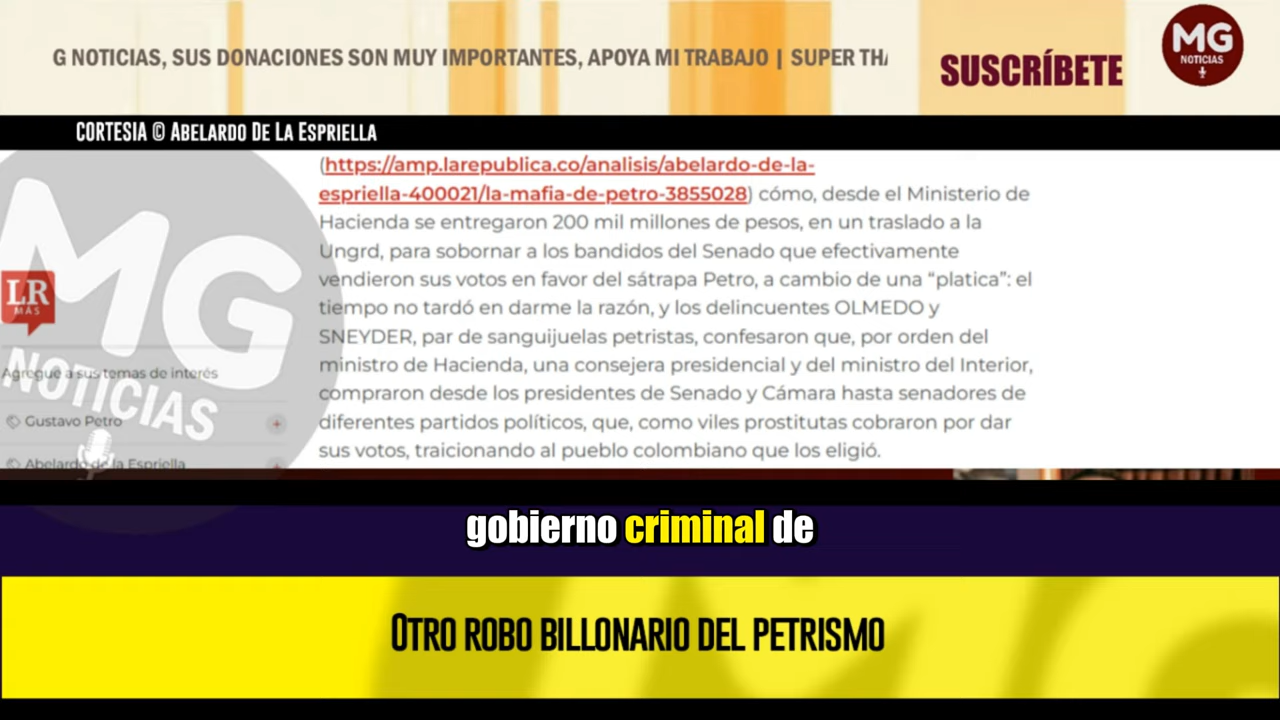 G NOTICIAS, SUS DONACIONES SON MUY IMPORTANTES, APOYA MI TRABAJO | SUPER THA
SUSCRÍBETE
MG
NOTICIAS
CORTESIA © ABELARDO DE LA ESPRIELLA
(https://amp.larepublica.co/analisis/abelardo-de-la-
espriella-400021/la-mafia-de-petro-3855028) cómo, desde el Ministerio de
Hacienda se entregaron 200 mil millones de pesos, en un traslado a la
Ungrd, para sobornar a los bandidos del Senado que efectivamente
vendieron sus votos en favor del sátrapa Petro, a cambio de una “platica”: el
tiempo no tardó en darme la razón, y los delincuentes OLMEDO y
SNEYDER, par de sanguijuelas petristas, confesaron que, por orden del
ministro de Hacienda, una consejera presidencial y del ministro del Interior,
compraron desde los presidentes de Senado y Cámara hasta senadores de
diferentes partidos políticos, que, como viles prostitutas cobraron por dar
sus votos, traicionando al pueblo colombiano que los eligió.
MG
NOTICIAS
LR
MÁS
Agregue a sus temas de interés
Gustavo Petro
Abelardo de la Espriella
gobierno criminal de
OTRO ROBO BILLONARIO DEL PETRISMO